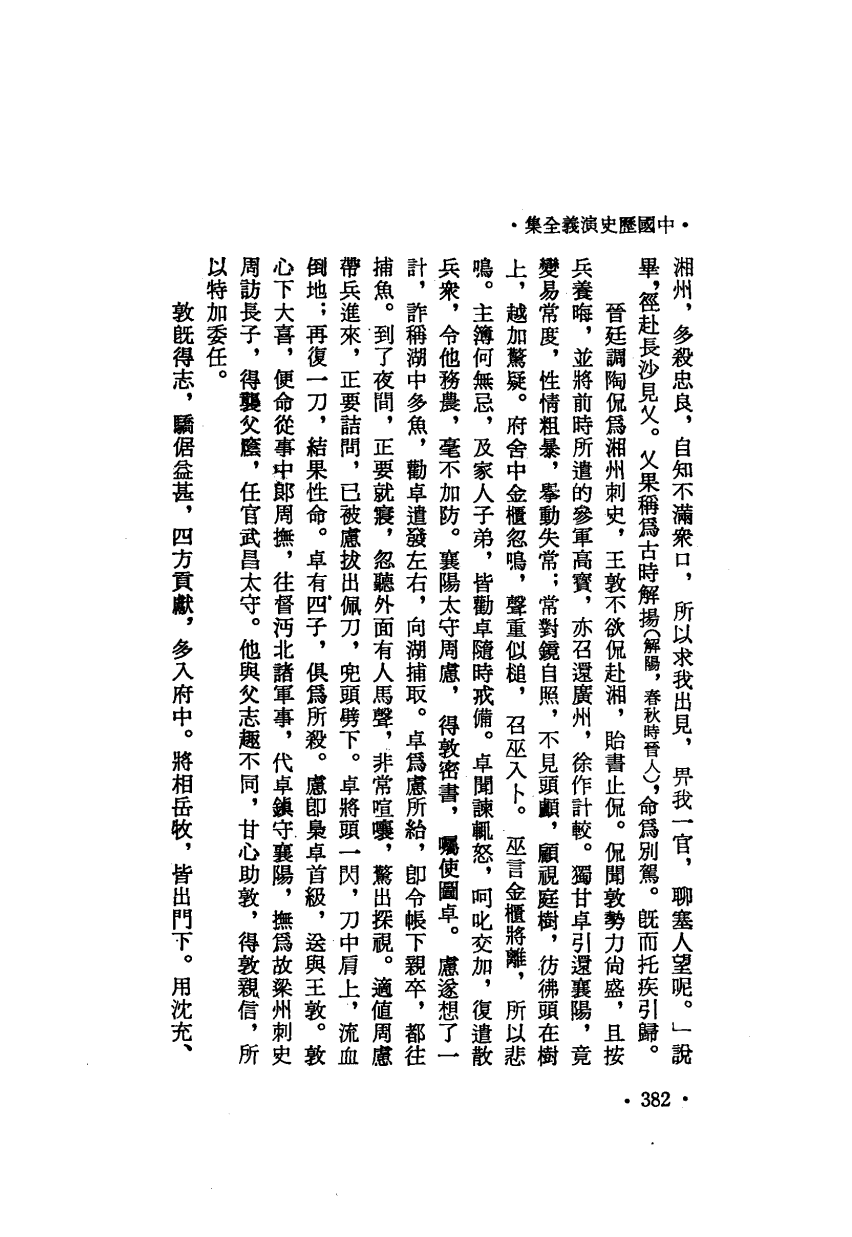 ·中國歷史演義全集·
湘州，多殺忠良，自知不滿衆口，所以求我出見，畀我一官，聊塞人望呢。」說
畢，徑赴長沙見乂。乂果稱爲古時解揚（解陽，春秋時晉人），命爲別駕。旣而托疾引歸。
晉廷調陶侃爲湘州刺史，王敦不欲侃赴湘，貽書止侃。侃聞敦勢力尙盛，且按
兵養晦，並將前時所遣的參軍高寶，亦召還廣州，徐作計較。獨甘卓引還襄陽，竟
變易常度，性情粗暴，擧動失常；常對鏡自照，不見頭顱，顧視庭樹，彷彿頭在樹
上，越加驚疑。府舍中金櫃忽鳴，聲重似槌，召巫入卜。巫言金櫃將離，所以悲
鳴。主簿何無忌，及家人子弟，皆勸卓隨時戒備。卓聞諫輒怒，呵叱交加，復遣散
兵衆，令他務農，毫不加防。襄陽太守周慮，得敦密書，囑使圖卓。慮遂想了一
計，詐稱湖中多魚，勸卓遣發左右，向湖捕取。卓爲慮所紿，卽令帳下親卒，都往
捕魚。到了夜間，正要就寢，忽聽外面有人馬聲，非常喧嚷，驚出探視。適値周慮
帶兵進來，正要詰問，已被慮拔出佩刀，兜頭劈下。卓將頭一閃，刀中肩上，流血
倒地；再復一刀，結果性命。卓有四子，俱爲所殺。慮卽梟卓首級，送與王敦。敦
心下大喜，便命從事中郞周撫，往督沔北諸軍事，代卓鎭守襄陽，撫爲故梁州刺史
周訪長子，得襲父廕，任官武昌太守。他與父志趣不同，甘心助敦，得敦親信，所
以特加委任。
敦旣得志，驕倨益甚，四方貢獻，多入府中。將相岳牧，皆出門下。用沈充、
·382·